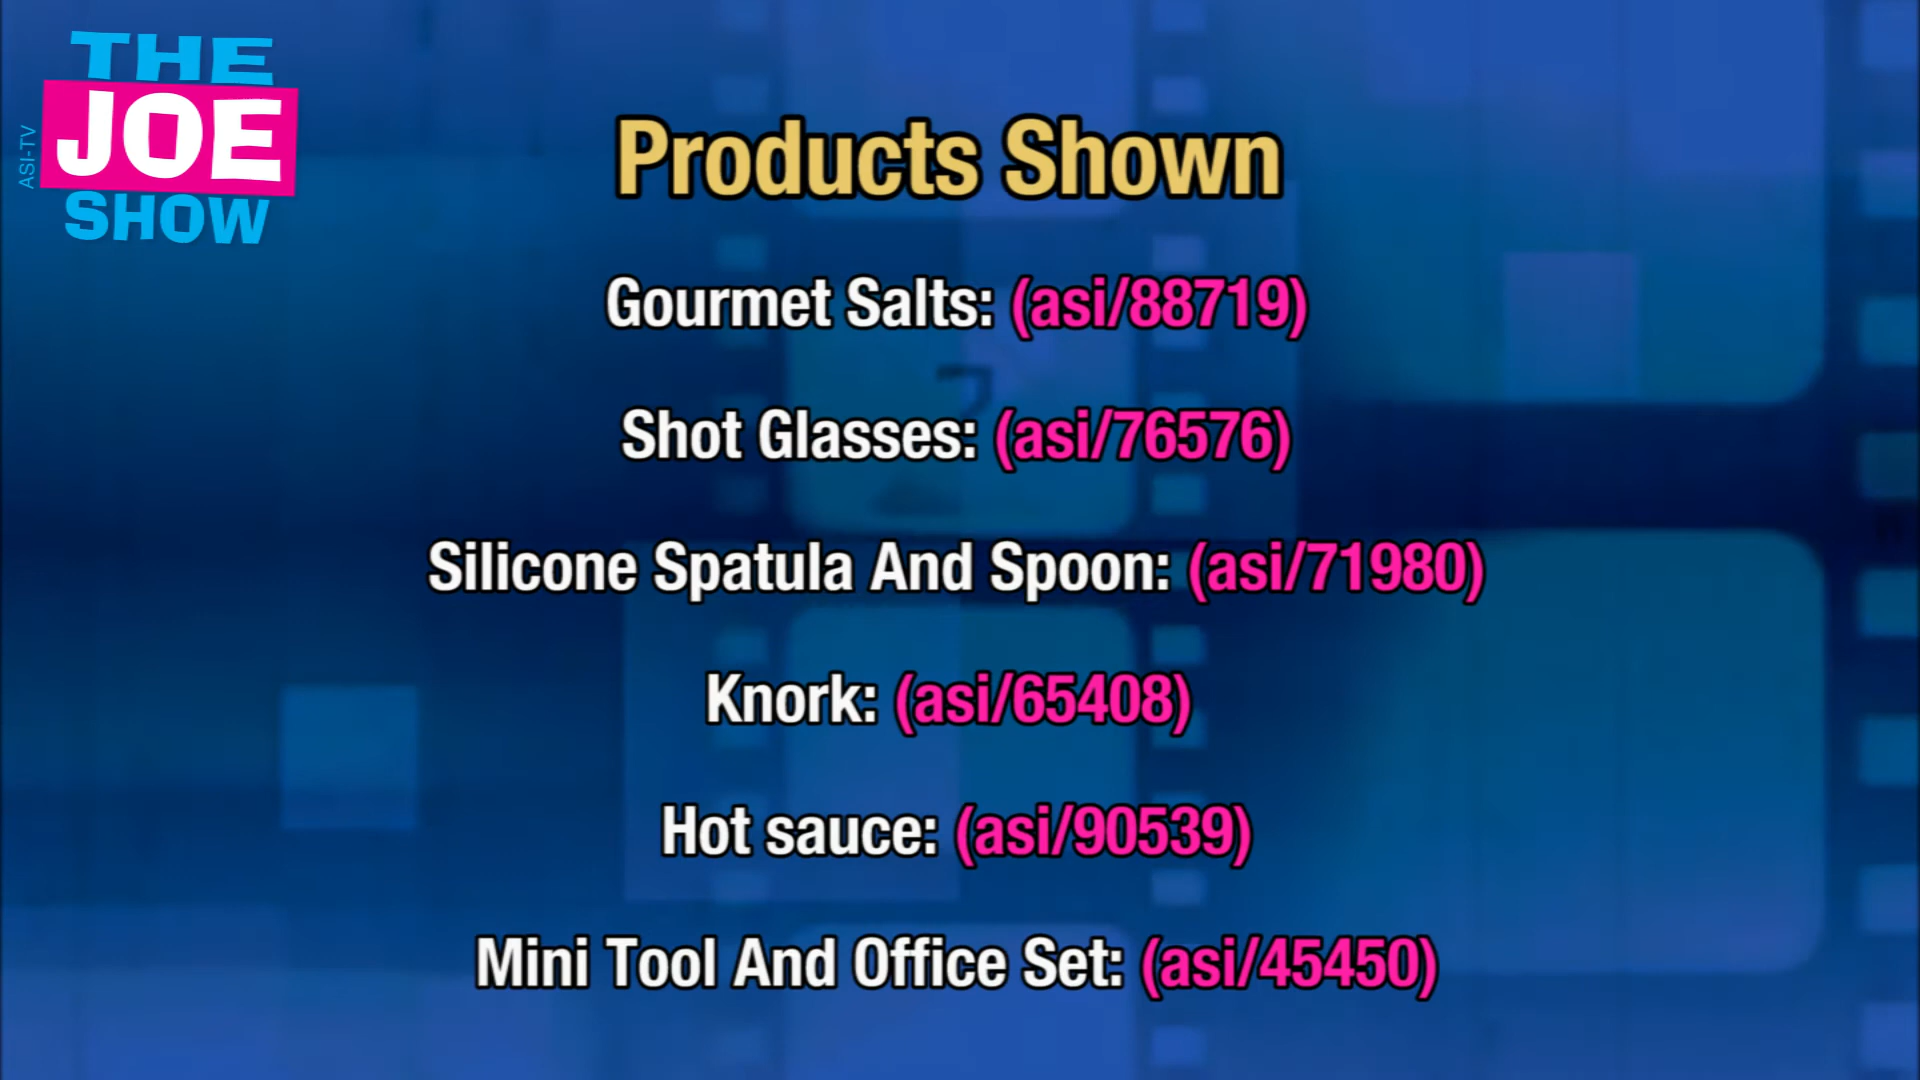 THE
JOE
SHOW
ASI-TV
Products Shown
Gourmet Salts: (asi/88719)
Shot Glasses: (asi/76576)
Silicone Spatula And Spoon: (asi/71980)
Knork: (asi/65408)
Hot sauce: (asi/90539)
Mini Tool And Office Set: (asi/45450)